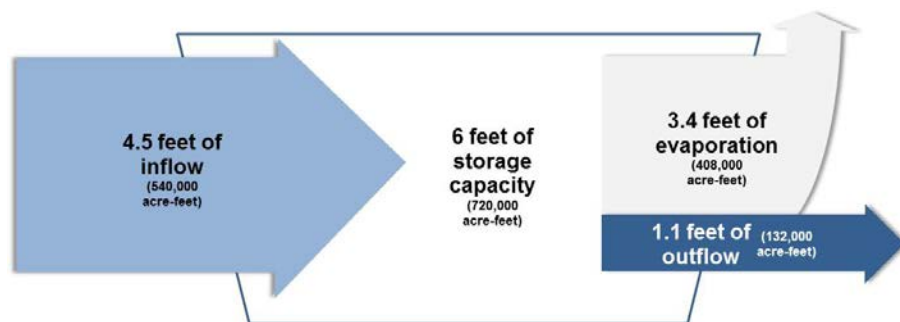 4.5 feet of
inflow
(540,000
acre-feet)
6 feet of
storage
capacity
(720,000
acre-feet)
3.4 feet of
evaporation
(408,000
acre-feet)
1.1 feet of (132,000
outflow acre-feet)